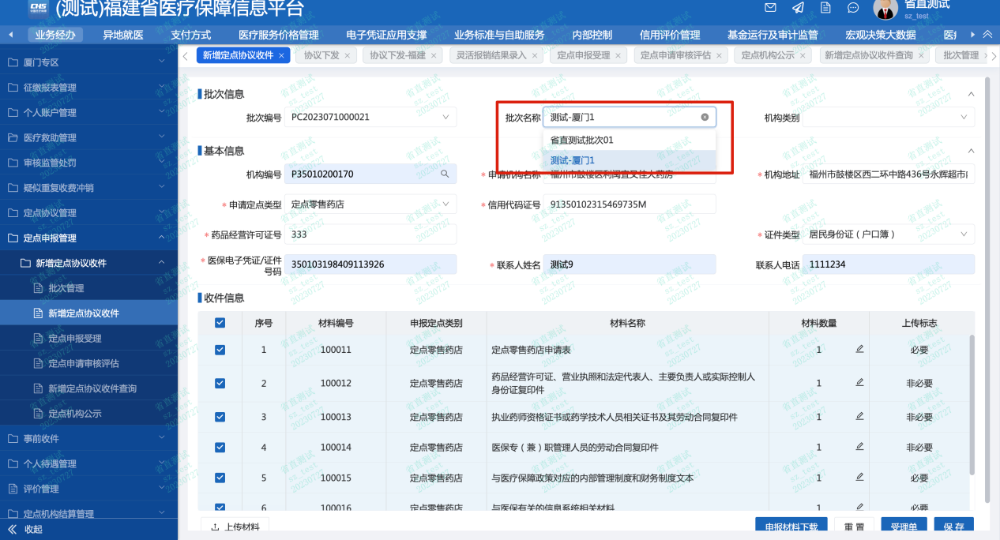 CHS
(测试)福建省医疗保障信息平台
省直测试
sz_test
业务经办 异地就医 支付方式 医疗服务价格管理 电子凭证应用支撑 业务标准与自助服务 内部控制 信用评价管理 基金运行及审计监管 宏观决策大数据
新增定点协议收件 × 协议下发 × 协议下发-福建 × 灵活报销结果录入 × 定点申报受理 × 定点申请审核评估 × 定点机构公示 × 新增定点协议收件查询 × 批次管理
厦门专区
征缴报表管理
个人账户管理
医疗救助管理
审核监管处罚
疑似重复收费冲销
定点协议管理
定点申报管理
新增定点协议收件
批次管理
新增定点协议收件
定点申报受理
定点申请审核评估
新增定点协议收件查询
定点机构公示
事前收件
个人待遇管理
评价管理
定点机构结算管理
收起
批次信息
批次编号 PC2023071000021 批次名称 测试-厦门1 机构类别
省直测试批次01
测试-厦门1
基本信息
机构编号 P35010200170 * 申请机构名称 * 机构地址 福州市鼓楼区西二环中路436号永辉超市
* 申请定点类型 定点零售药店 * 信用代码证号 91350102315469735M
* 药品经营许可证号 333 * 证件类型 居民身份证（户口簿）
* 医保电子凭证/证件
号码 350103198409113926 * 联系人姓名 测试9 联系人电话 1111234
收件信息
序号 材料编号 申报定点类别 材料名称 材料数量 上传标志
1 100011 定点零售药店 定点零售药店申请表 1 必要
2 100012 定点零售药店 药品经营许可证、营业执照和法定代表人、主要负责人或实际控制人
身份证复印件 1 非必要
3 100013 定点零售药店 执业药师资格证书或药学技术人员相关证书及其劳动合同复印件 1 非必要
4 100014 定点零售药店 医保专（兼）职管理人员的劳动合同复印件 1 非必要
5 100015 定点零售药店 与医疗保障政策对应的内部管理制度和财务制度文本 1 必要
6 100016 定点零售药店 与医保有关的信息系统相关材料 1 必要
上传材料 申报材料下载 重 置 受理单 保 存
省直测试
sz_test
20230727